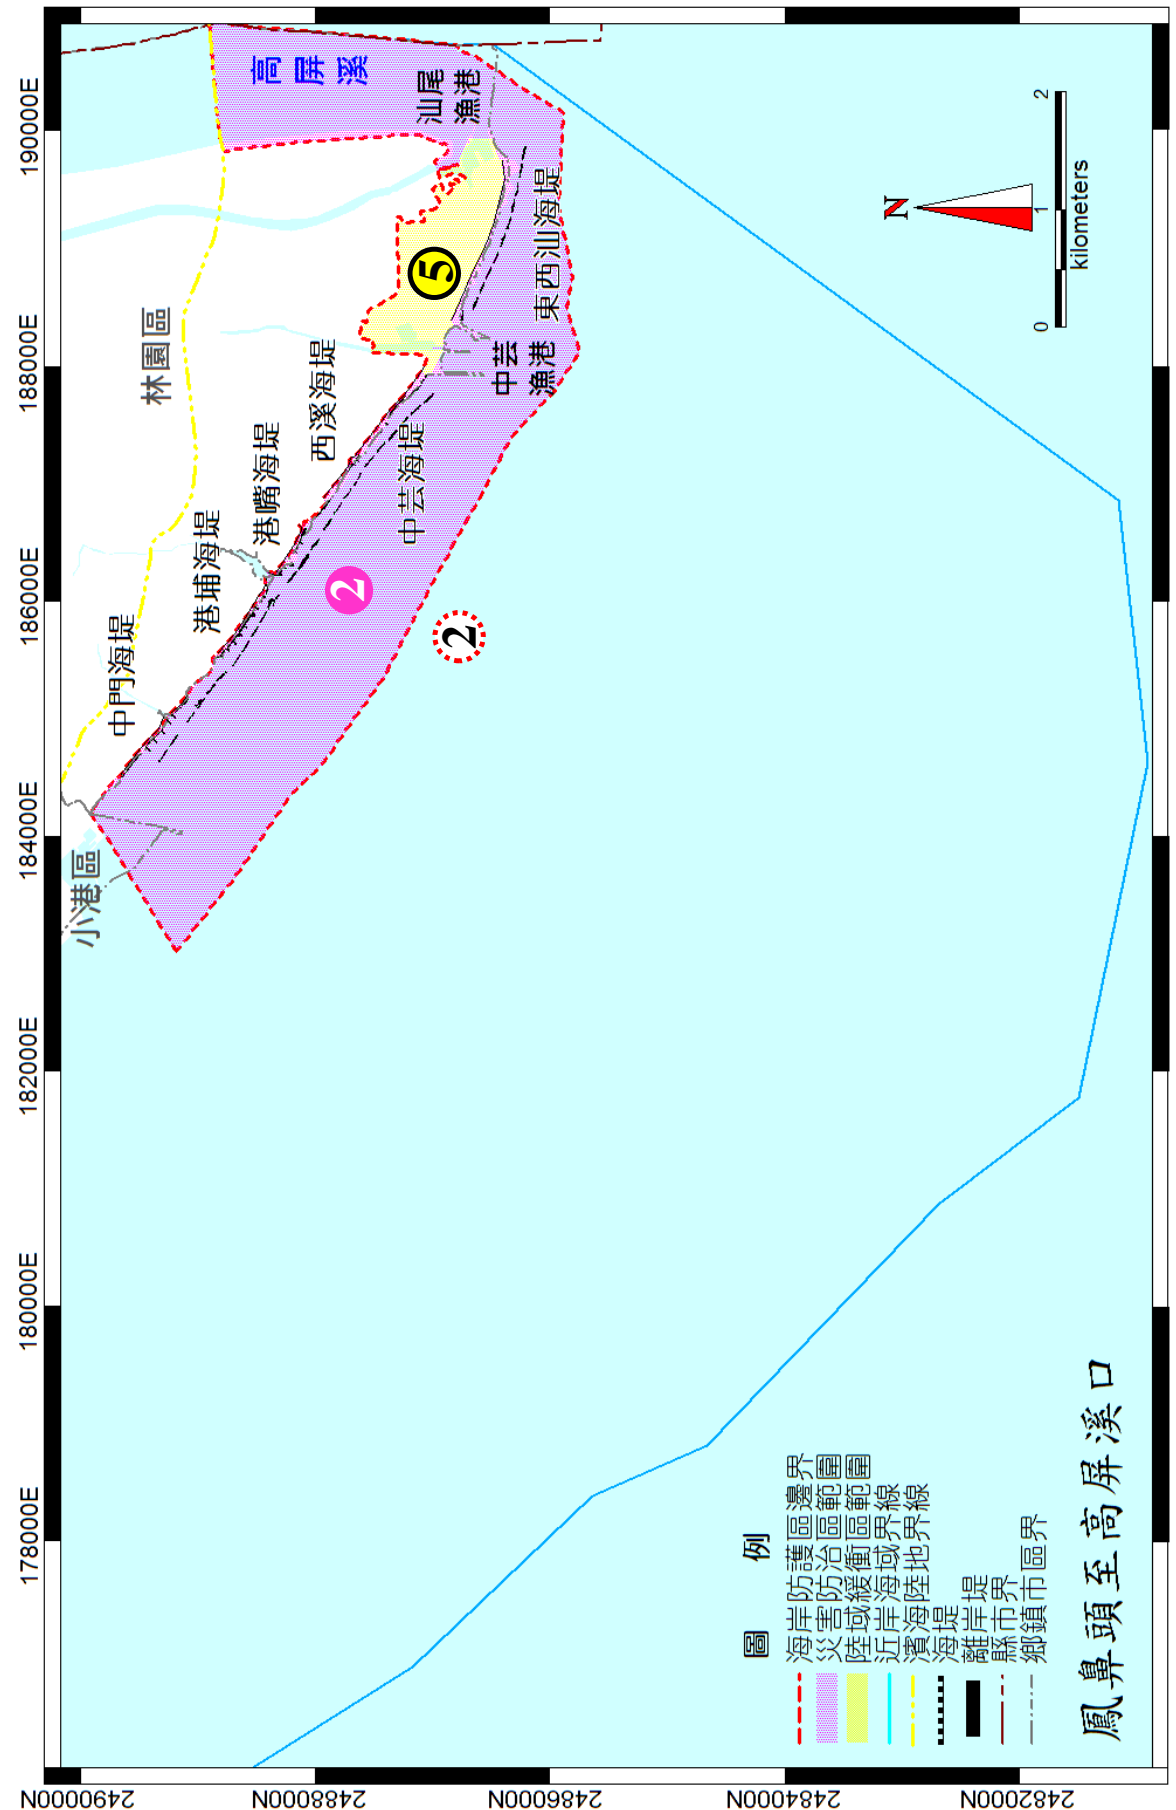 178000E
180000E
182000E
184000E
186000E
188000E
190000E
2490000N
2488000N
2486000N
2484000N
2482000N
小港區
中門海堤
港埔海堤
港嘴海堤
西溪海堤
林園區
高屏溪
汕尾
漁港
中芸海堤
中芸
漁港
東西汕海堤
2
5
2
N
0 1 2
kilometers
圖 例
海岸防護區邊界
災害防治區範圍
陸域緩衝區範圍
近岸海域界線
濱海陸地界線
海堤
離岸堤
縣市界
鄉鎮市區界
鳳鼻頭至高屏溪口